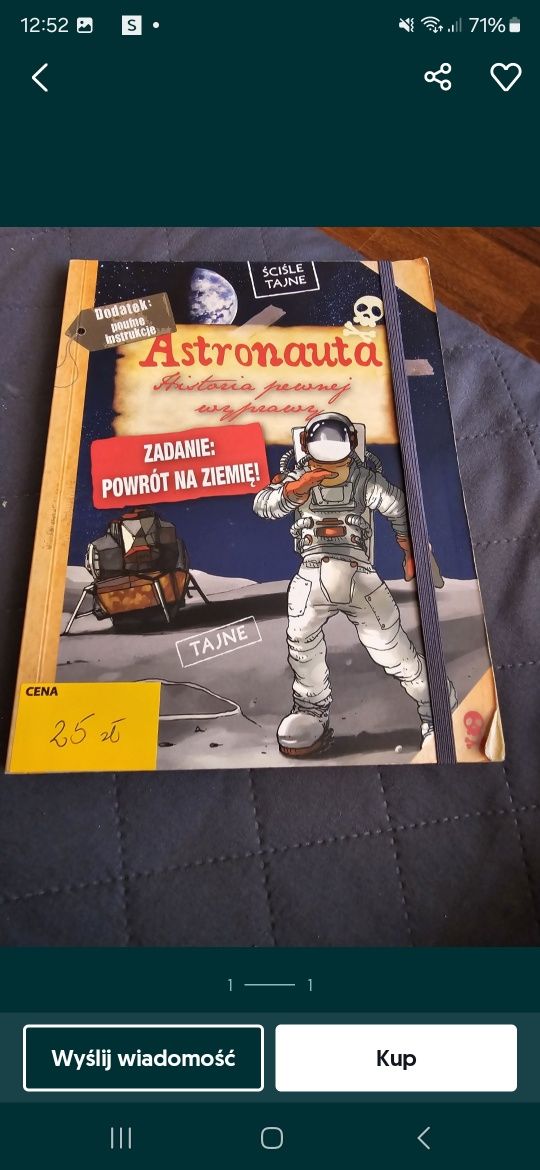 12:52
S
71%
ŚCIŚLE
TAJNE
Dodatek:
poufne
instrukcje
Astronauta
Historia pewnej
wyprawy
ZADANIE:
POWRÓT NA ZIEMIĘ!
TAJNE
CENA
25 zł
1
1
Wyślij wiadomość
Kup